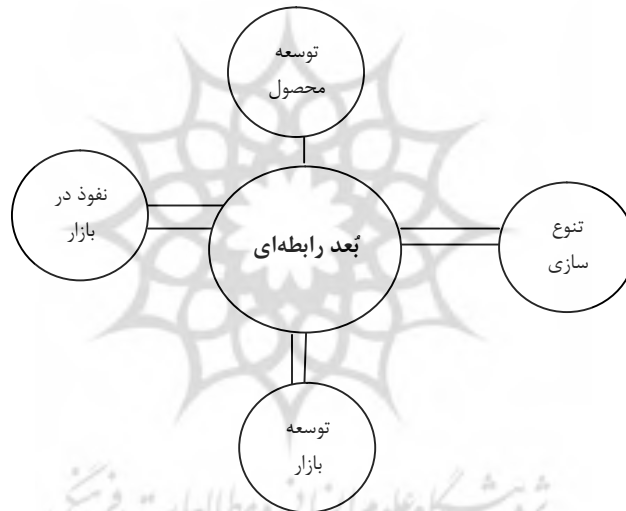 توسعه
محصول
نفوذ در
بازار
بُعد رابطه‌ای
تنوع
سازی
توسعه
بازار